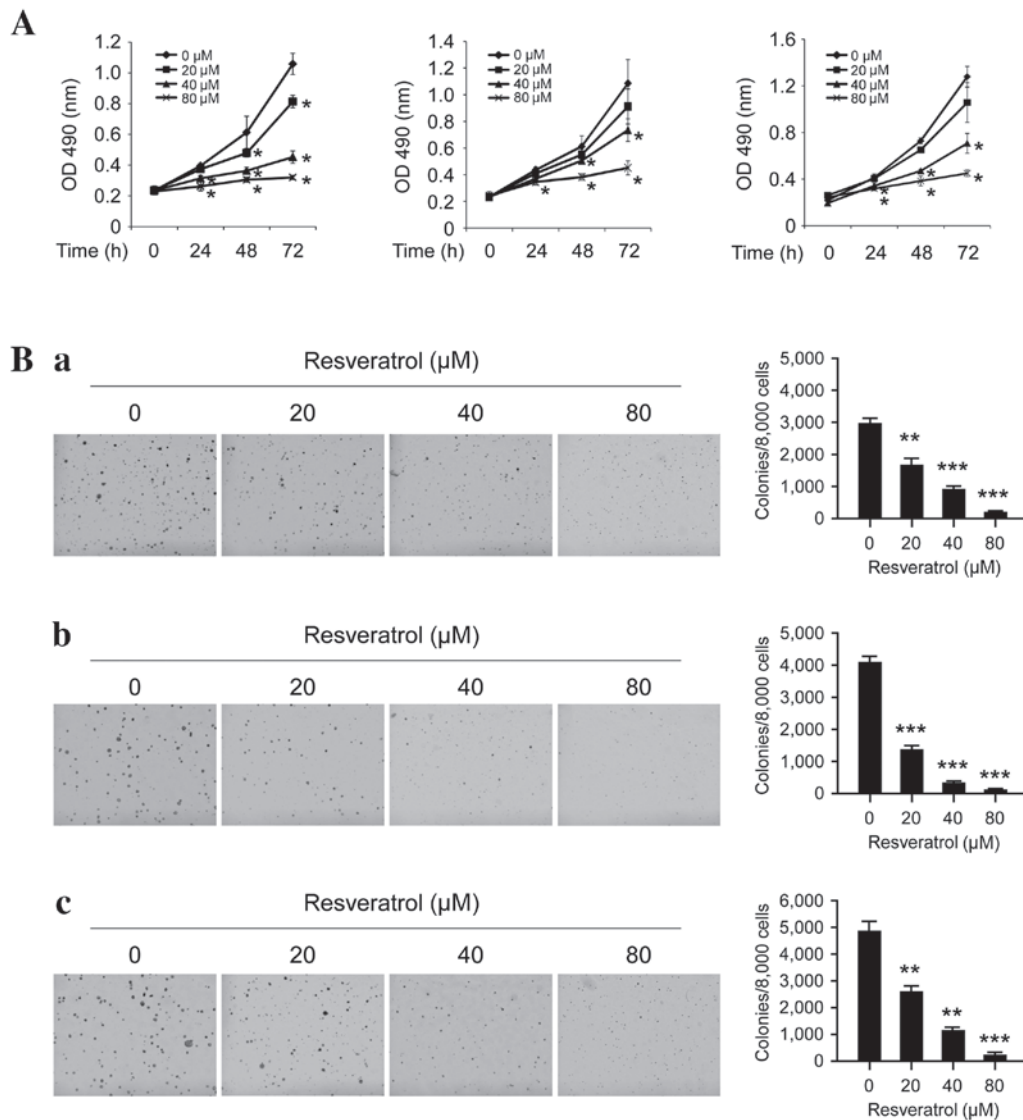 A
OD 490 (nm)
1.2
1.0
0.8
0.6
0.4
0.2
0
0 µM
20 µM
40 µM
80 µM
*
*
*
*
*
*
*
*
Time (h) 0 24 48 72
OD 490 (nm)
1.4
1.2
1.0
0.8
0.6
0.4
0.2
0
0 µM
20 µM
40 µM
80 µM
*
*
*
*
*
Time (h) 0 24 48 72
OD 490 (nm)
1.6
1.2
0.8
0.4
0
0 µM
20 µM
40 µM
80 µM
*
*
*
*
*
*
Time (h) 0 24 48 72
B a
Resveratrol (µM)
0 20 40 80
Colonies/8,000 cells
5,000
4,000
3,000
2,000
1,000
0
**
***
***
0 20 40 80
Resveratrol (µM)
b
Resveratrol (µM)
0 20 40 80
Colonies/8,000 cells
5,000
4,000
3,000
2,000
1,000
0
***
***
***
0 20 40 80
Resveratrol (µM)
c
Resveratrol (µM)
0 20 40 80
Colonies/8,000 cells
6,000
5,000
4,000
3,000
2,000
1,000
0
**
**
***
0 20 40 80
Resveratrol (µM)